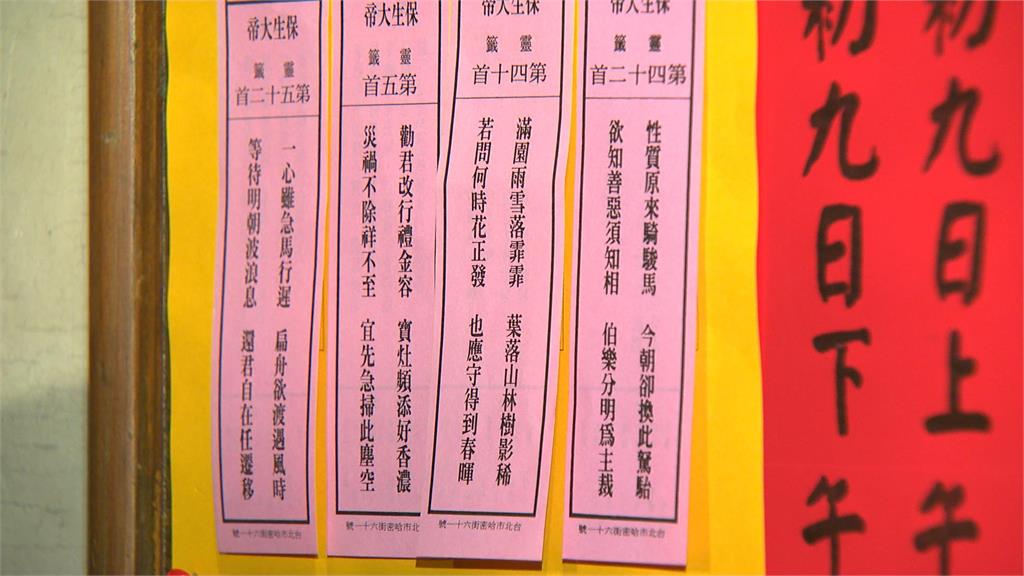 初九日上午
初九日下午
保生大帝
靈籤
第四十二首
性質原來騎駿馬 今朝卻換此駑駘
欲知善惡須知相 伯樂分明爲主裁
台北市哈密街六十一號
保生大帝
靈籤
第四十首
滿園雨雪落霏霏 葉落山林樹影稀
若問何時花正發 也應守得到春暉
台北市哈密街六十一號
保生大帝
靈籤
第五首
勸君改行禮金容 寶灶頻添好香濃
災禍不除祥不至 宜先急掃此塵空
北市哈密街六十一號
保生大帝
靈籤
第五十二首
一心雖急馬行遲 扁舟欲渡遇風時
等待明朝波浪息 還君自在任遷移
台北市哈密街六十一號